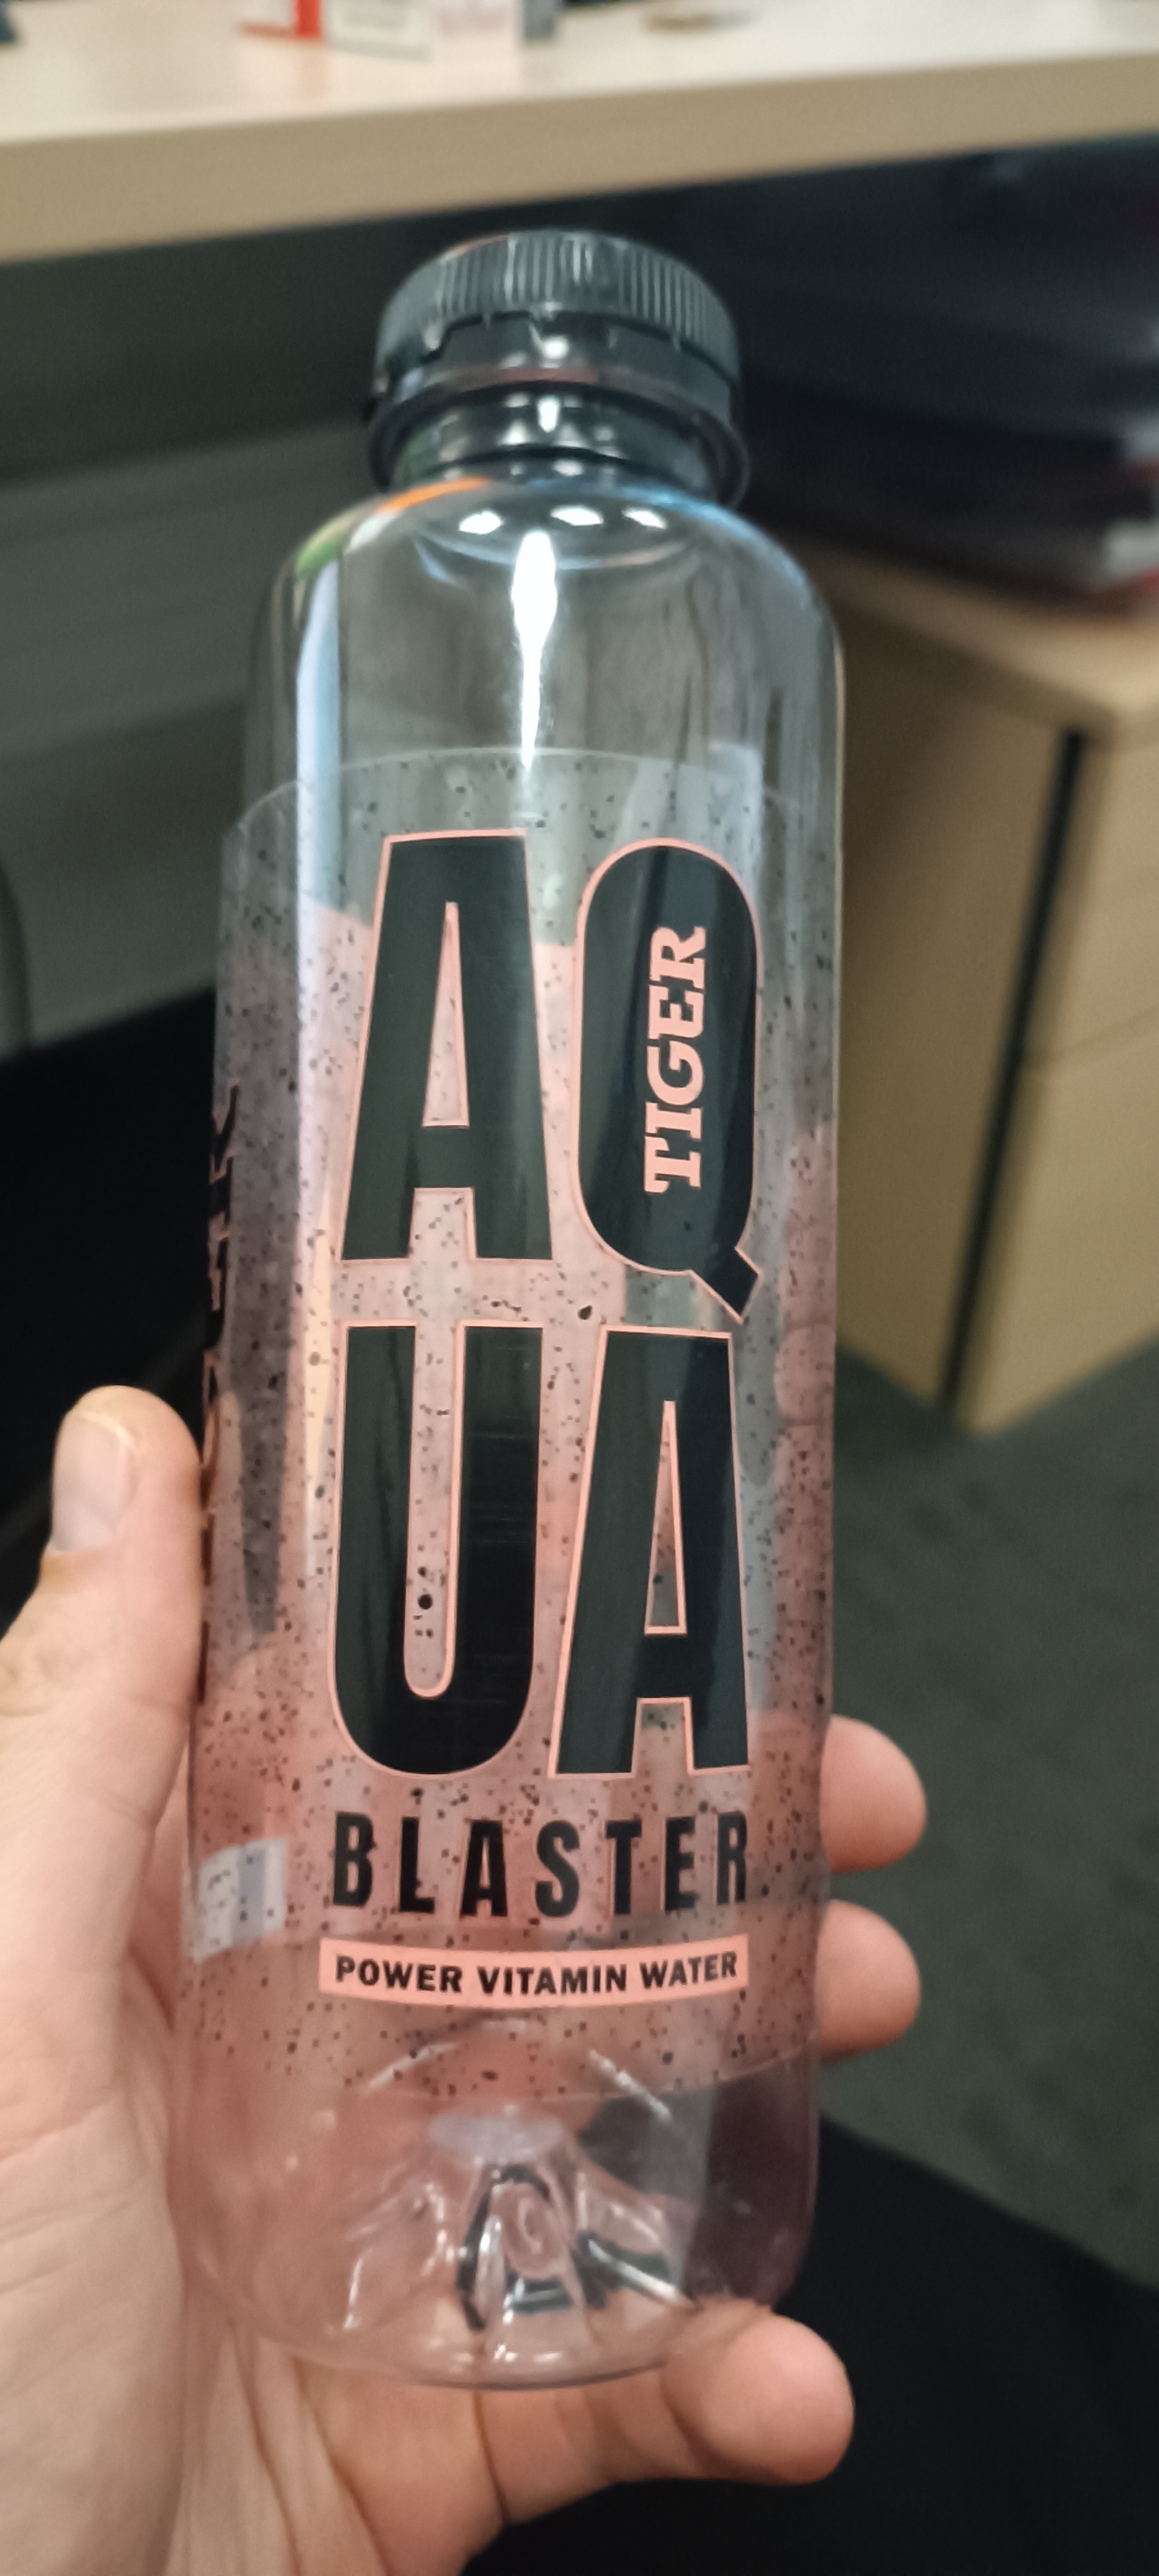 AQ
TIGER
UA
BLASTER
POWER VITAMIN WATER